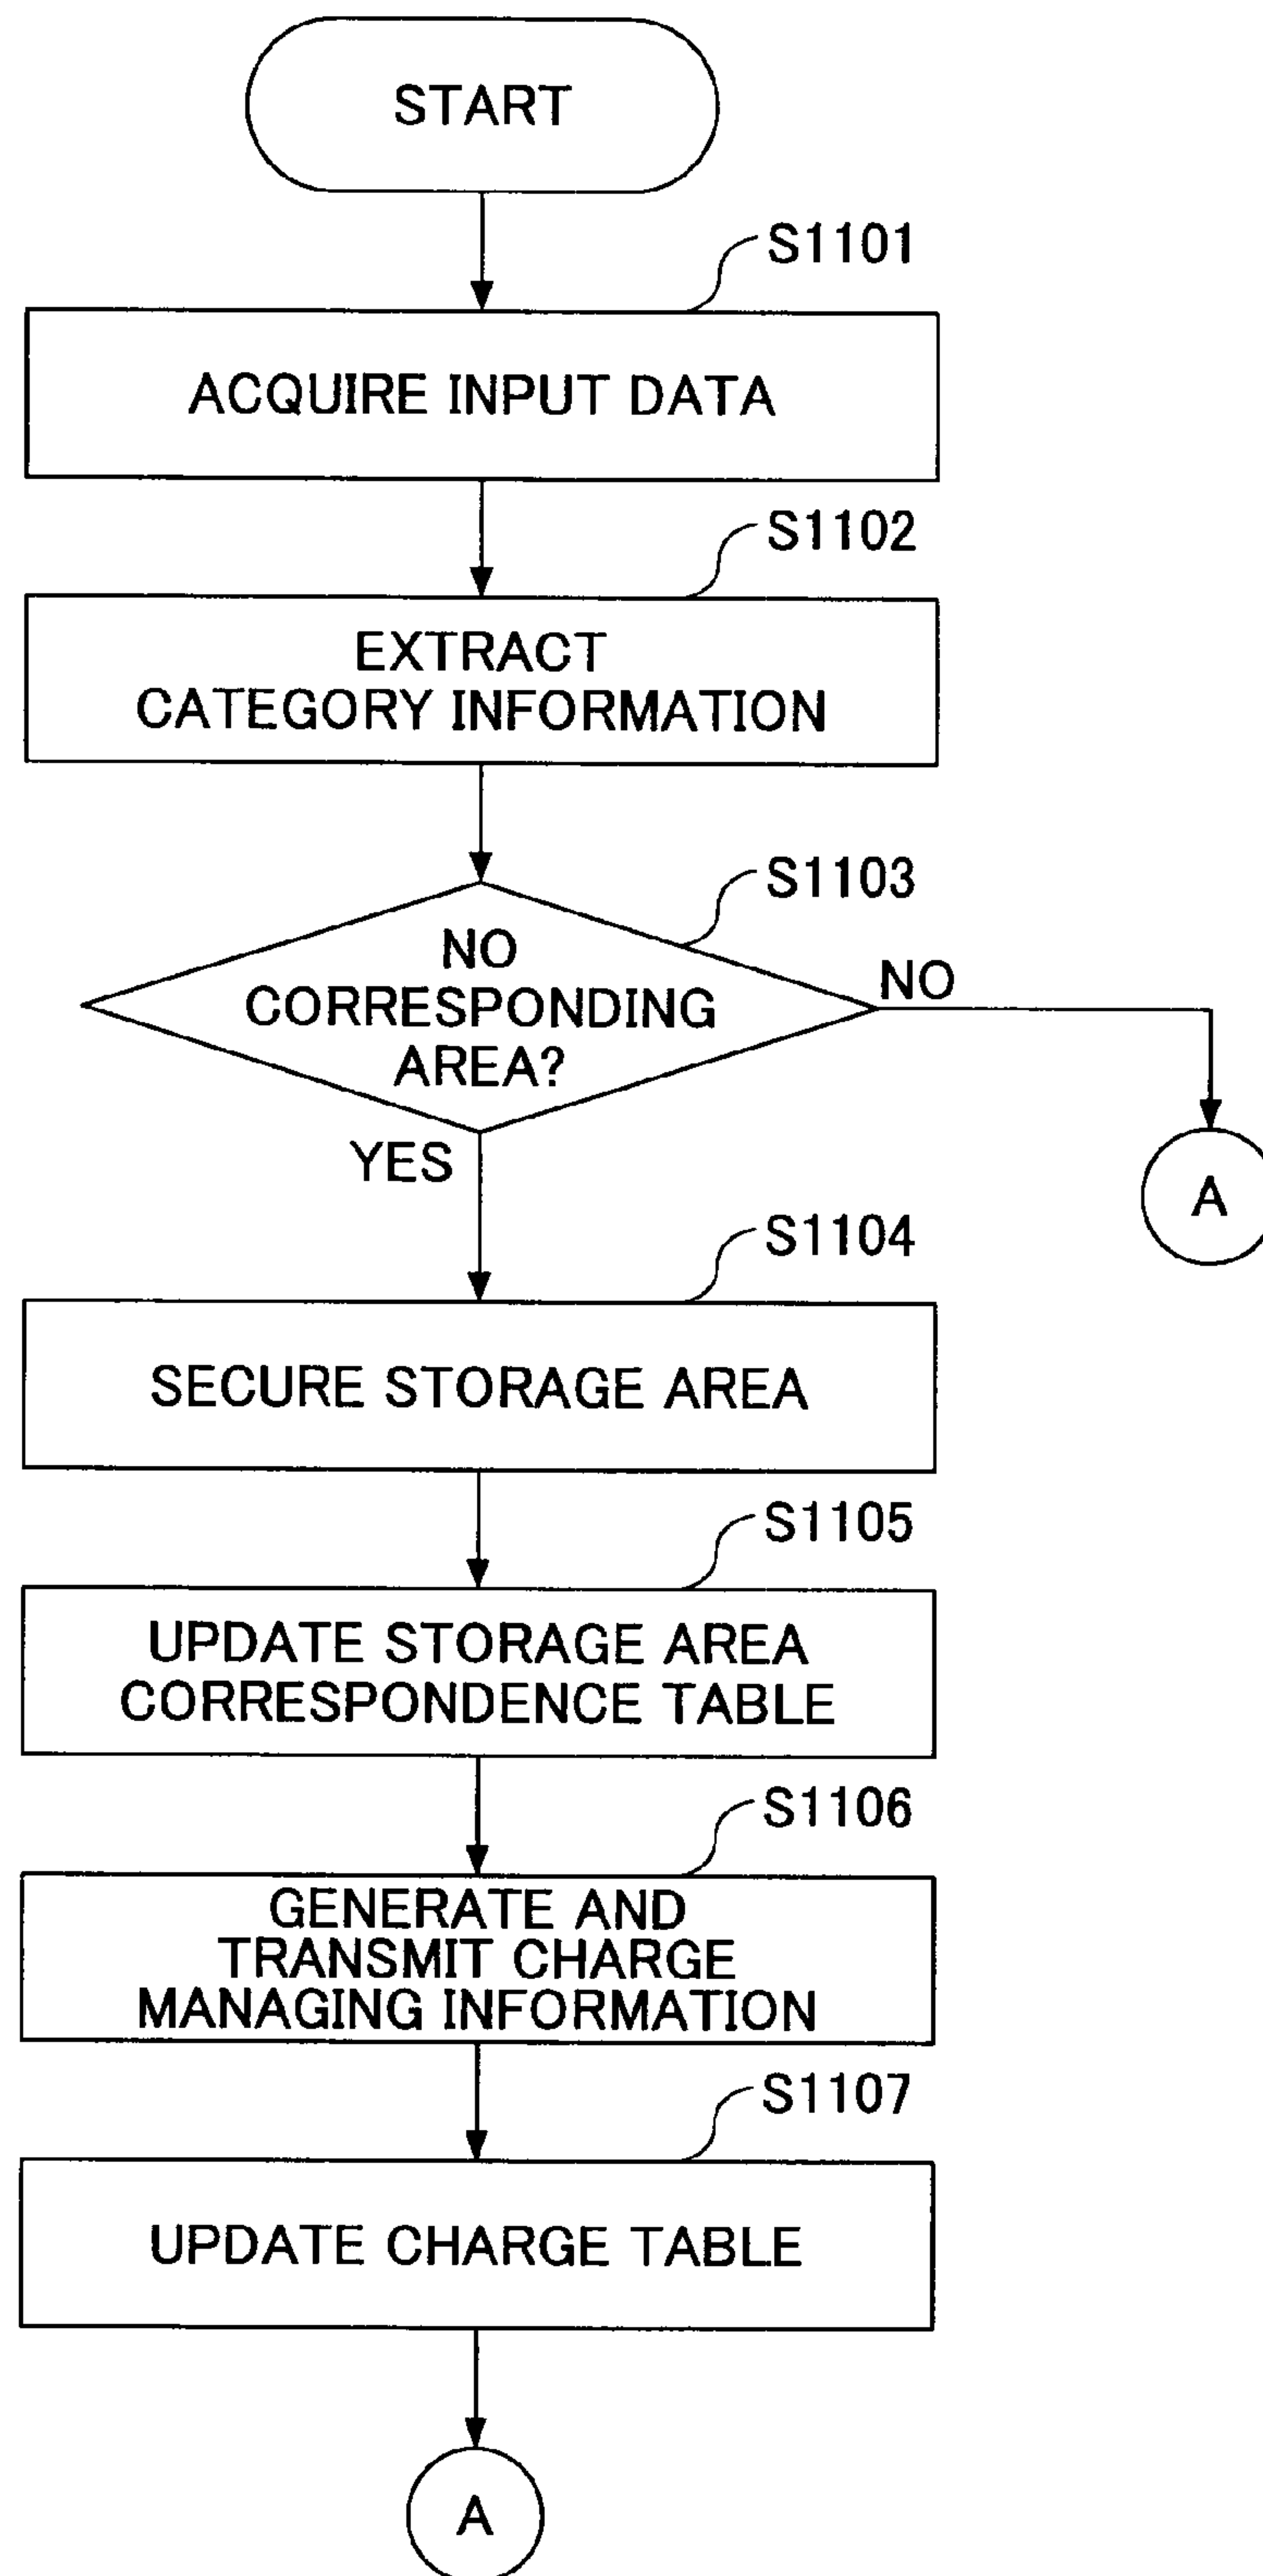 START
S1101
ACQUIRE INPUT DATA
S1102
EXTRACT
CATEGORY INFORMATION
S1103
NO
CORRESPONDING
AREA?
NO
A
YES
S1104
SECURE STORAGE AREA
S1105
UPDATE STORAGE AREA
CORRESPONDENCE TABLE
S1106
GENERATE AND
TRANSMIT CHARGE
MANAGING INFORMATION
S1107
UPDATE CHARGE TABLE
A